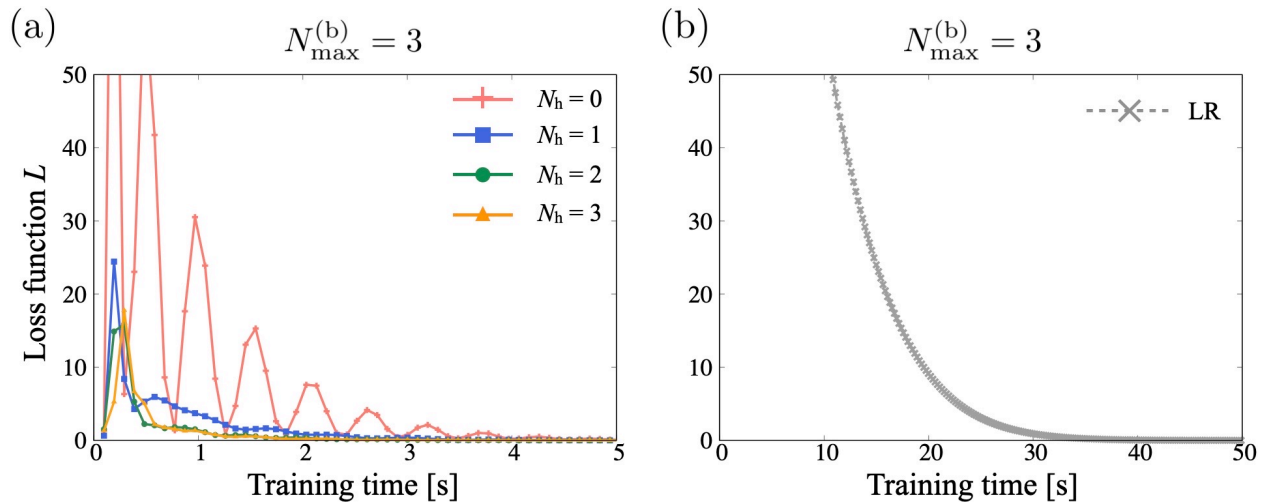 (a)
N_max^(b) = 3
50
40
30
20
10
0
Loss function L
N_h = 0
N_h = 1
N_h = 2
N_h = 3
0 1 2 3 4 5
Training time [s]
(b)
N_max^(b) = 3
50
40
30
20
10
0
LR
0 10 20 30 40 50
Training time [s]